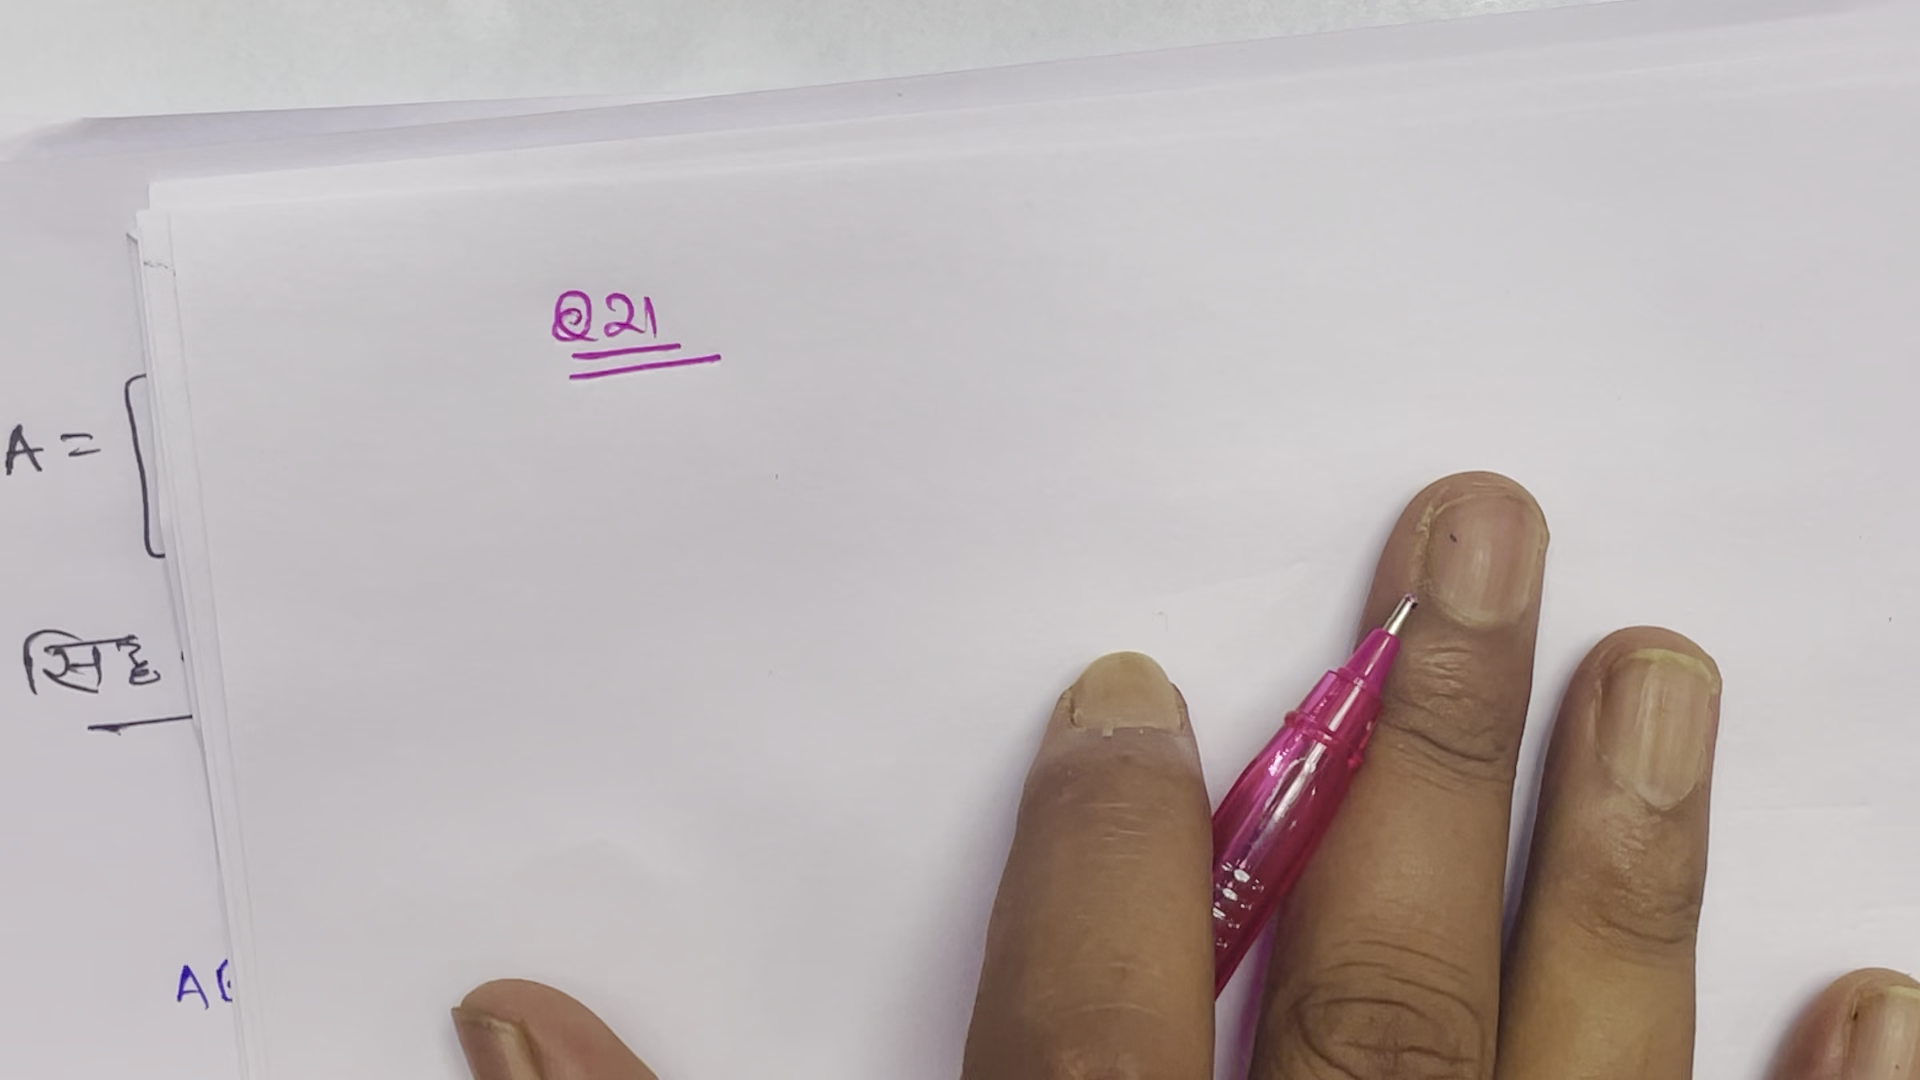 Q21
A = [
सिद्ध
A(